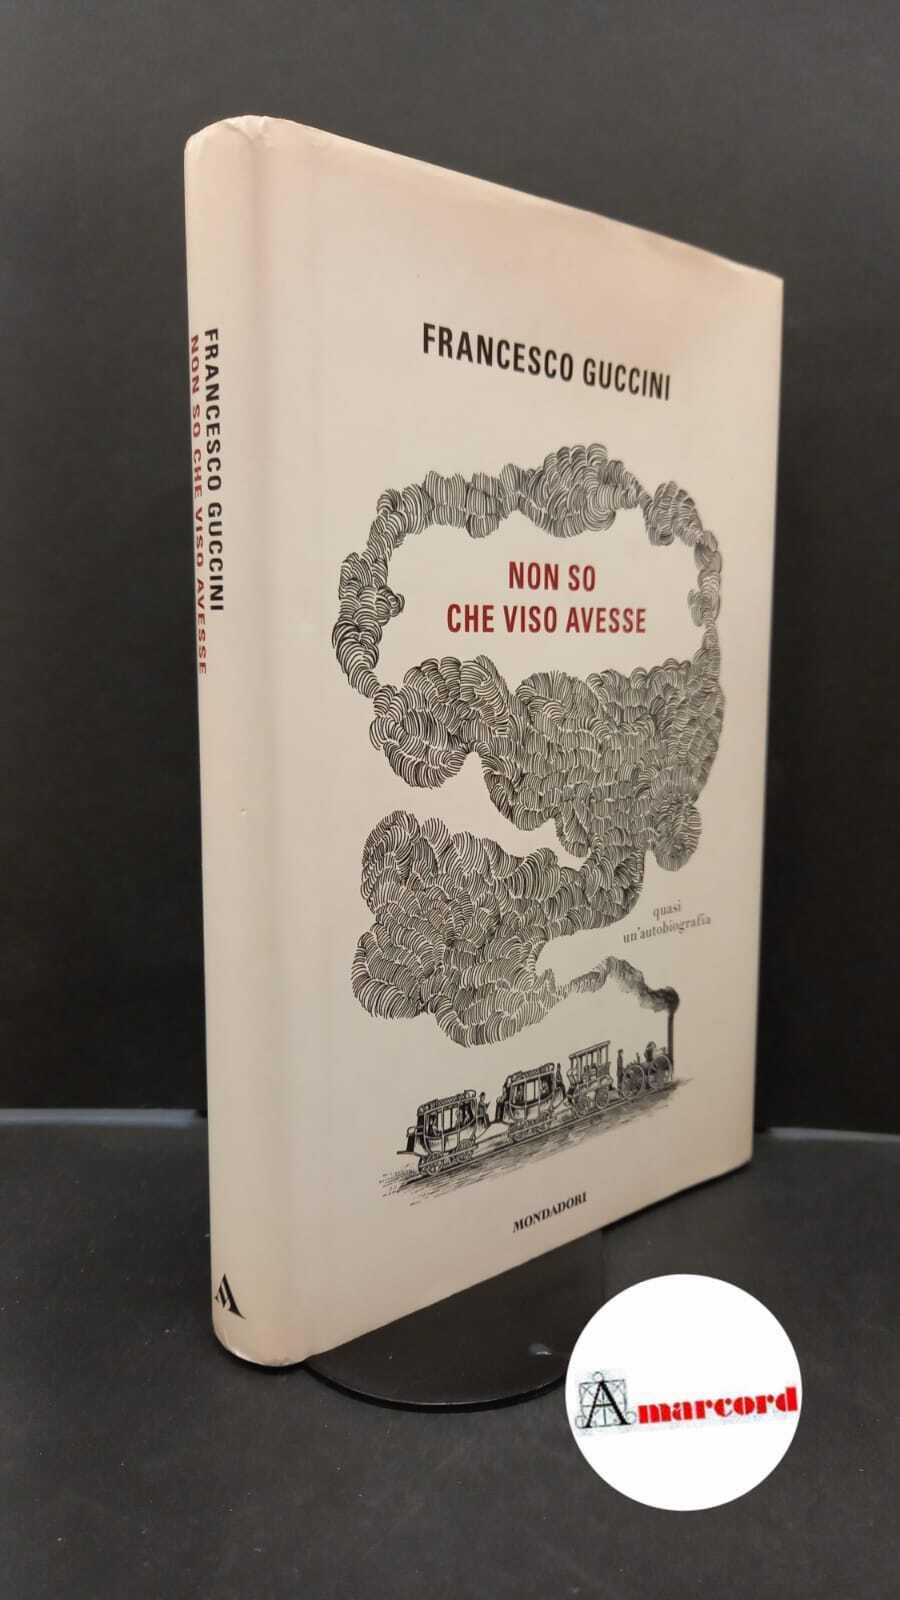 FRANCESCO GUCCINI
NON SO CHE VISO AVESSE
FRANCESCO GUCCINI
NON SO
CHE VISO AVESSE
quasi
un'autobiografia
MONDADORI
Amarcord